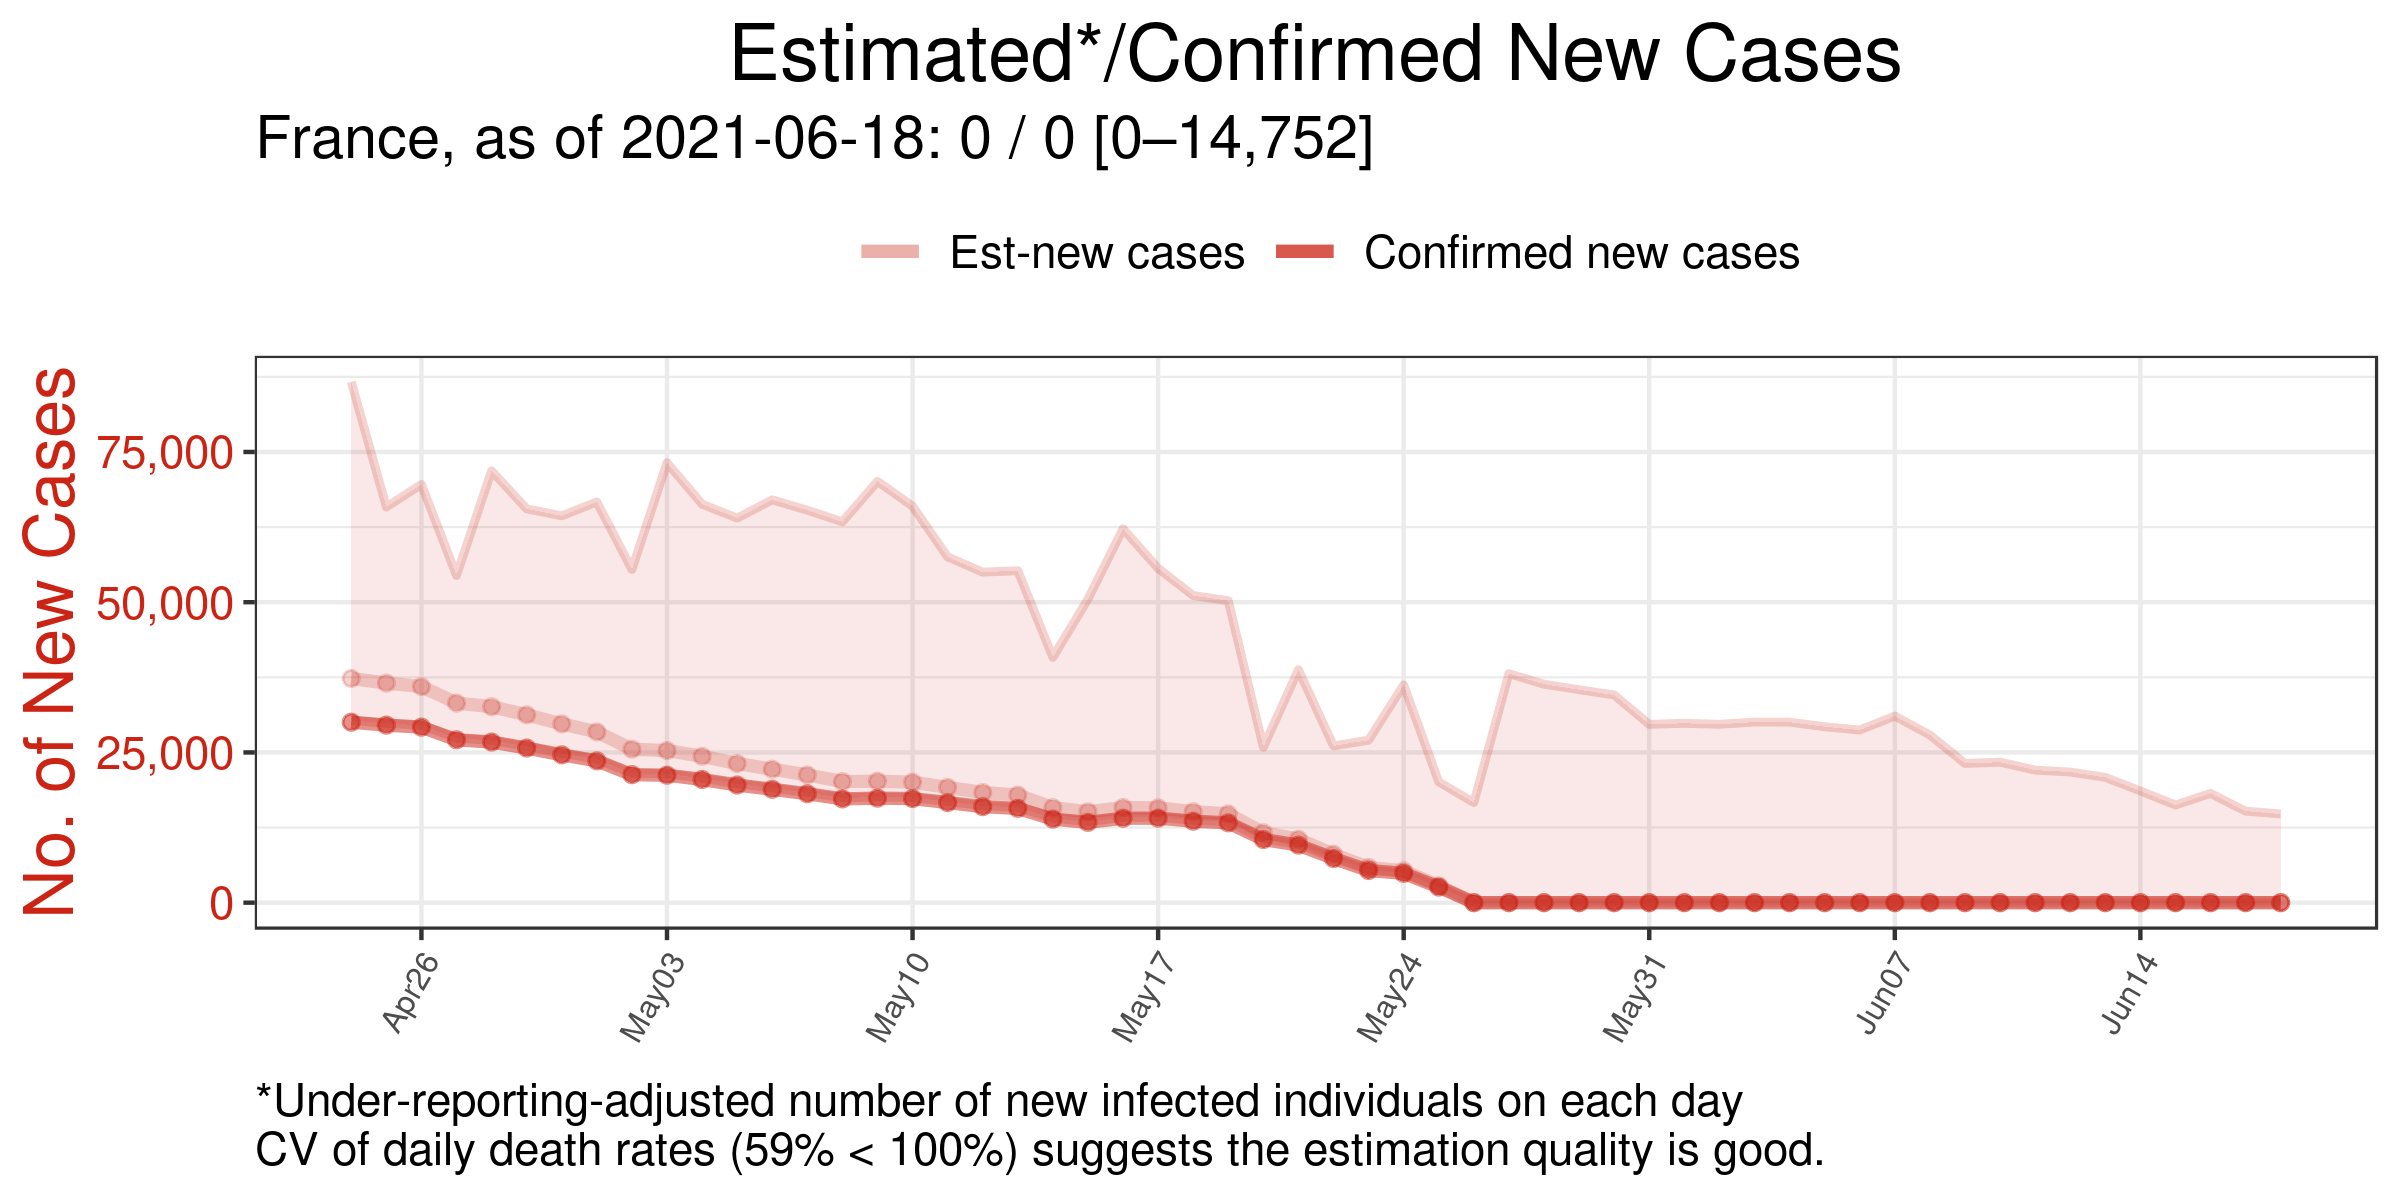 Estimated*/Confirmed New Cases
France, as of 2021-06-18: 0 / 0 [0–14,752]
Est-new cases
Confirmed new cases
No. of New Cases
75,000
50,000
25,000
0
Apr26
May03
May10
May17
May24
May31
Jun07
Jun14
*Under-reporting-adjusted number of new infected individuals on each day
CV of daily death rates (59% < 100%) suggests the estimation quality is good.